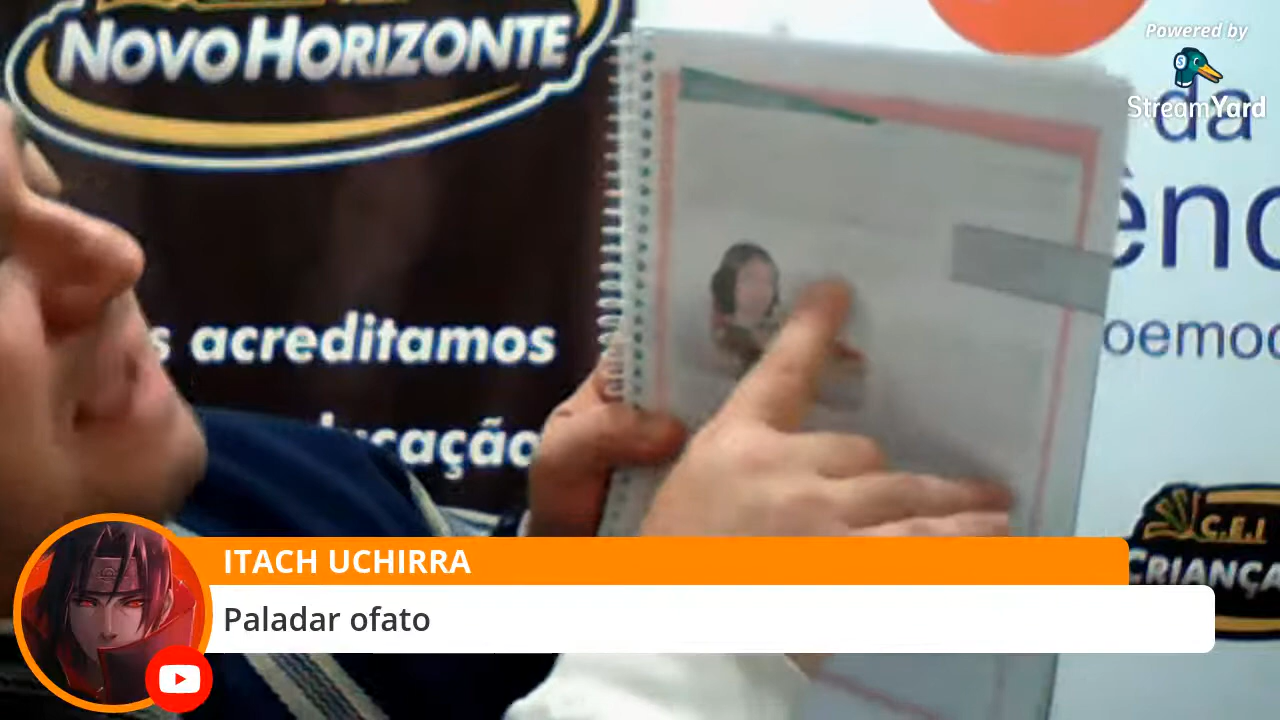 NOVO HORIZONTE
s acreditamos
ucação
Powered by
StreamYard
da
ênc
oemoc
C.E.I
CRIANÇA
ITACH UCHIRRA
Paladar ofato